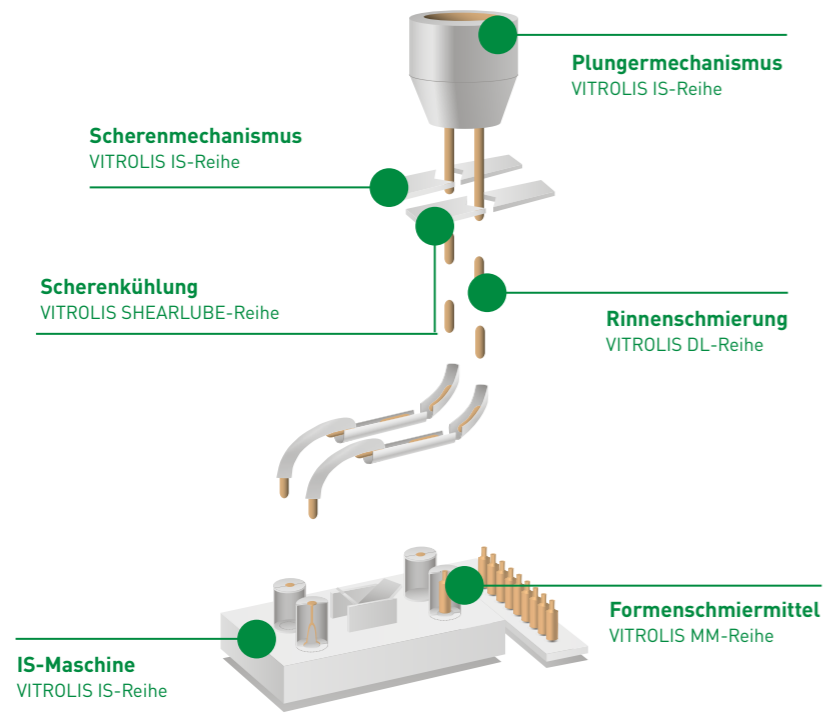 Plungermechanismus
VITROLIS IS-Reihe
Scherenmechanismus
VITROLIS IS-Reihe
Scherenkühlung
VITROLIS SHEARLUBE-Reihe
Rinnenschmierung
VITROLIS DL-Reihe
Formenschmiermittel
VITROLIS MM-Reihe
IS-Maschine
VITROLIS IS-Reihe